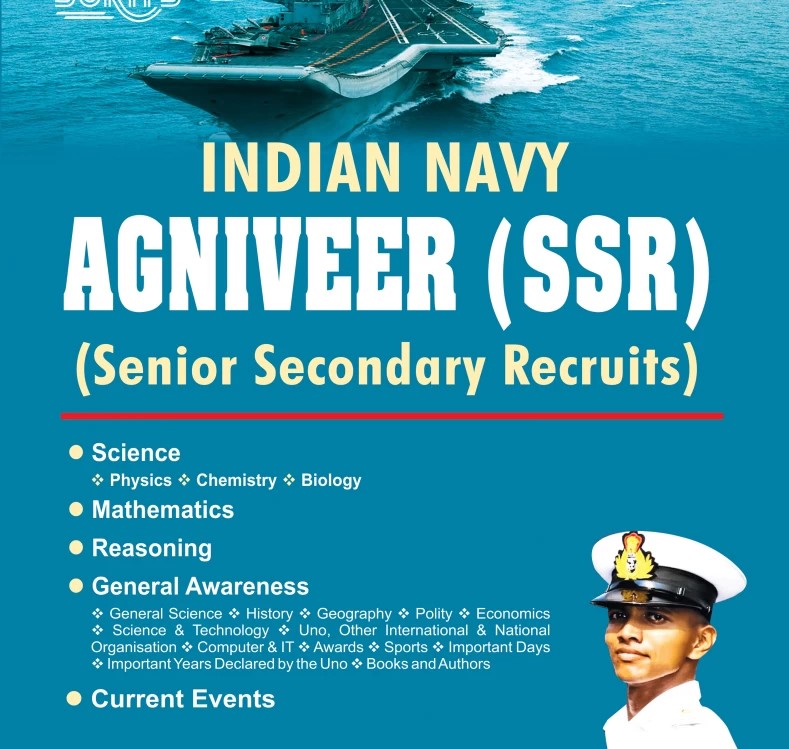 INDIAN NAVY
AGNIVEER (SSR)
(Senior Secondary Recruits)
● Science
❖ Physics ❖ Chemistry ❖ Biology
● Mathematics
● Reasoning
● General Awareness
❖ General Science ❖ History ❖ Geography ❖ Polity ❖ Economics
❖ Science & Technology ❖ Uno, Other International & National
Organisation ❖ Computer & IT ❖ Awards ❖ Sports ❖ Important Days
❖ Important Years Declared by the Uno ❖ Books and Authors
● Current Events